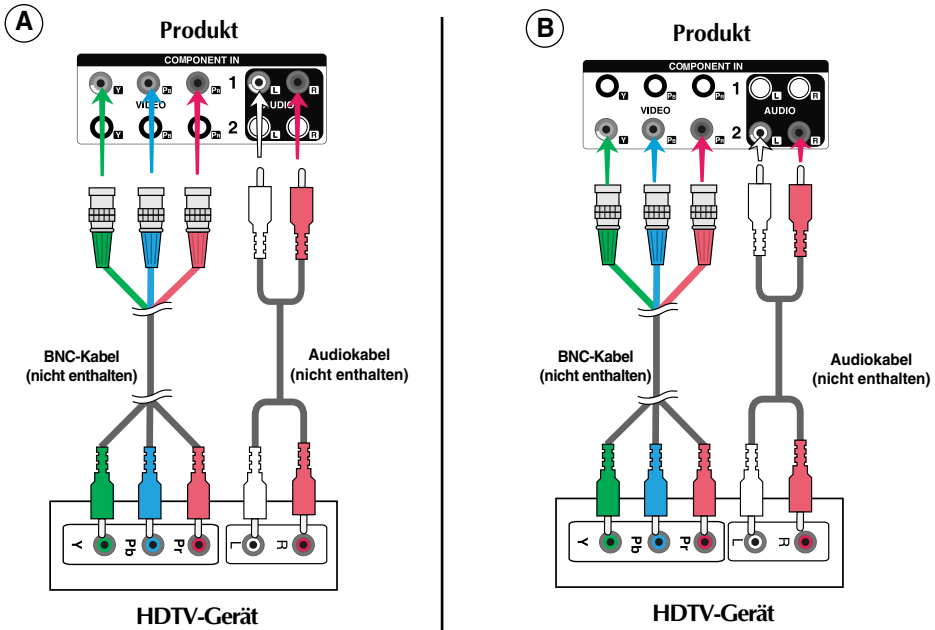 A
Produkt
COMPONENT IN
Y PB PR 1 L R
VIDEO AUDIO
Y PB PR 2 L R
BNC-Kabel
(nicht enthalten)
Audiokabel
(nicht enthalten)
Y Pb Pr L R
HDTV-Gerät
B
Produkt
COMPONENT IN
Y PB PR 1 L R
VIDEO AUDIO
Y PB PR 2 L R
BNC-Kabel
(nicht enthalten)
Audiokabel
(nicht enthalten)
Y Pb Pr L R
HDTV-Gerät